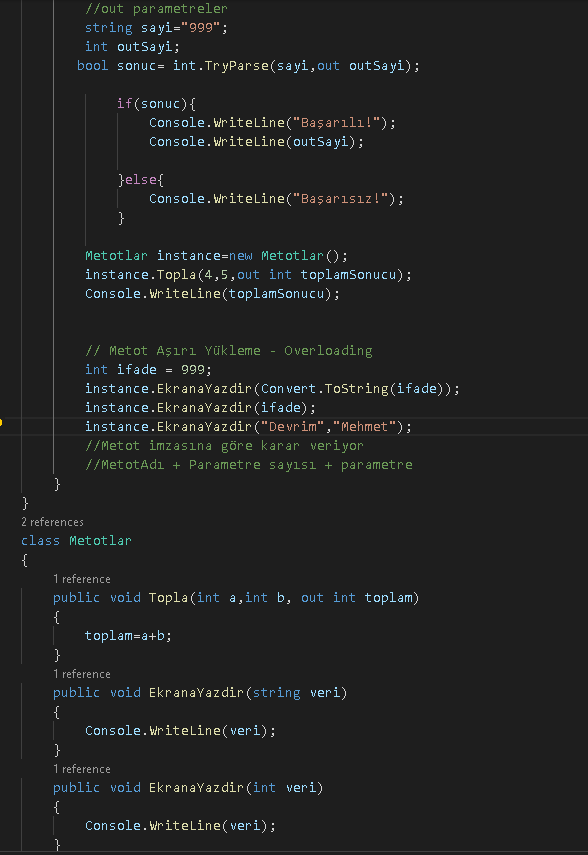 //out parametreler
string sayi="999";
int outSayi;
bool sonuc= int.TryParse(sayi,out outSayi);
if(sonuc){
Console.WriteLine("Başarılı!");
Console.WriteLine(outSayi);
}else{
Console.WriteLine("Başarısız!");
}
Metotlar instance=new Metotlar();
instance.Topla(4,5,out int toplamSonucu);
Console.WriteLine(toplamSonucu);
// Metot Aşırı Yükleme - Overloading
int ifade = 999;
instance.EkranaYazdir(Convert.ToString(ifade));
instance.EkranaYazdir(ifade);
instance.EkranaYazdir("Devrim","Mehmet");
//Metot imzasına göre karar veriyor
//MetotAdı + Parametre sayısı + parametre
}
}
2 references
class Metotlar
{
1 reference
public void Topla(int a,int b, out int toplam)
{
toplam=a+b;
}
1 reference
public void EkranaYazdir(string veri)
{
Console.WriteLine(veri);
}
1 reference
public void EkranaYazdir(int veri)
{
Console.WriteLine(veri);
}